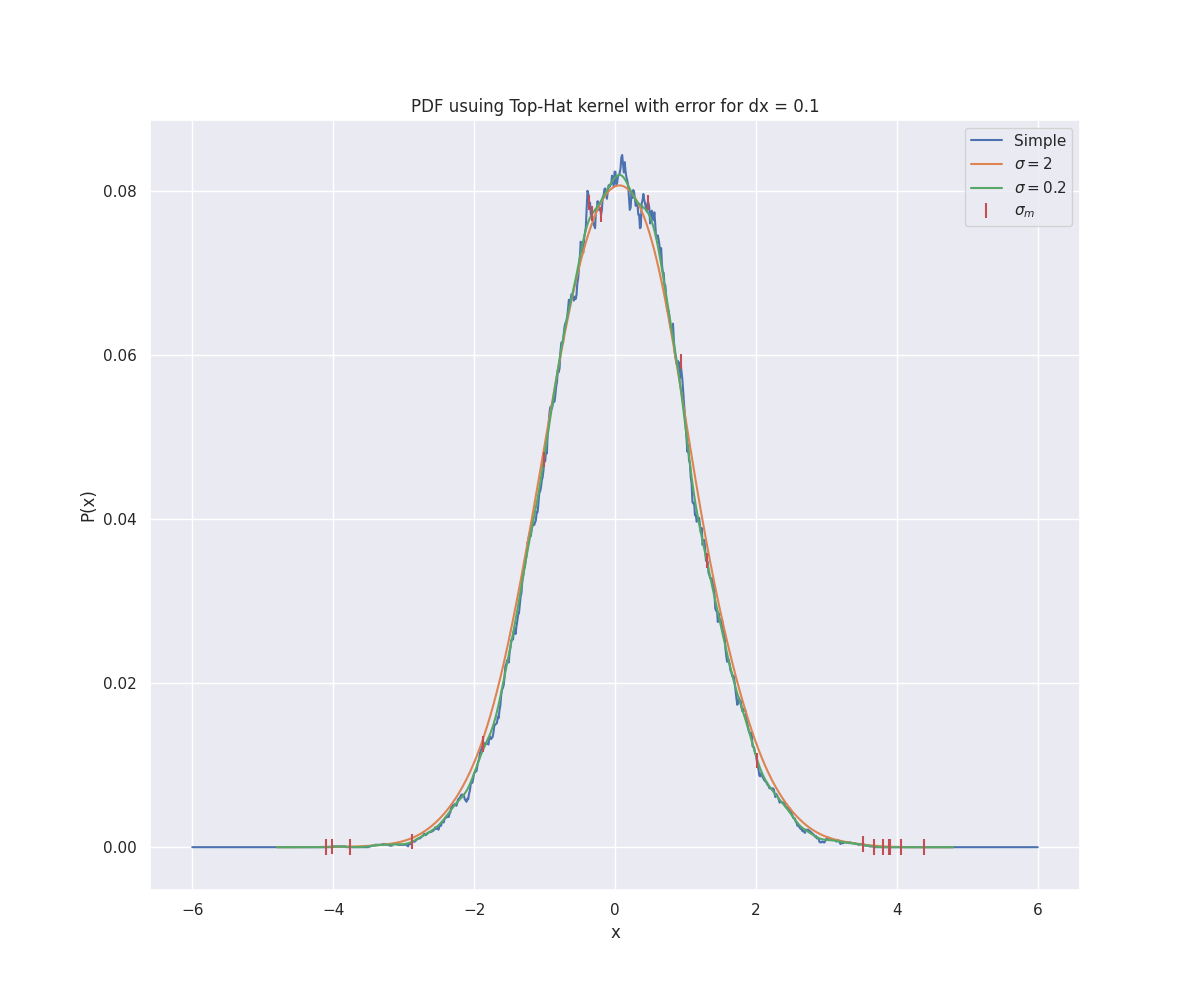 PDF usuing Top-Hat kernel with error for dx = 0.1
Simple
σ = 2
σ = 0.2
σm
P(x)
0.08
0.06
0.04
0.02
0.00
−6 −4 −2 0 2 4 6
x